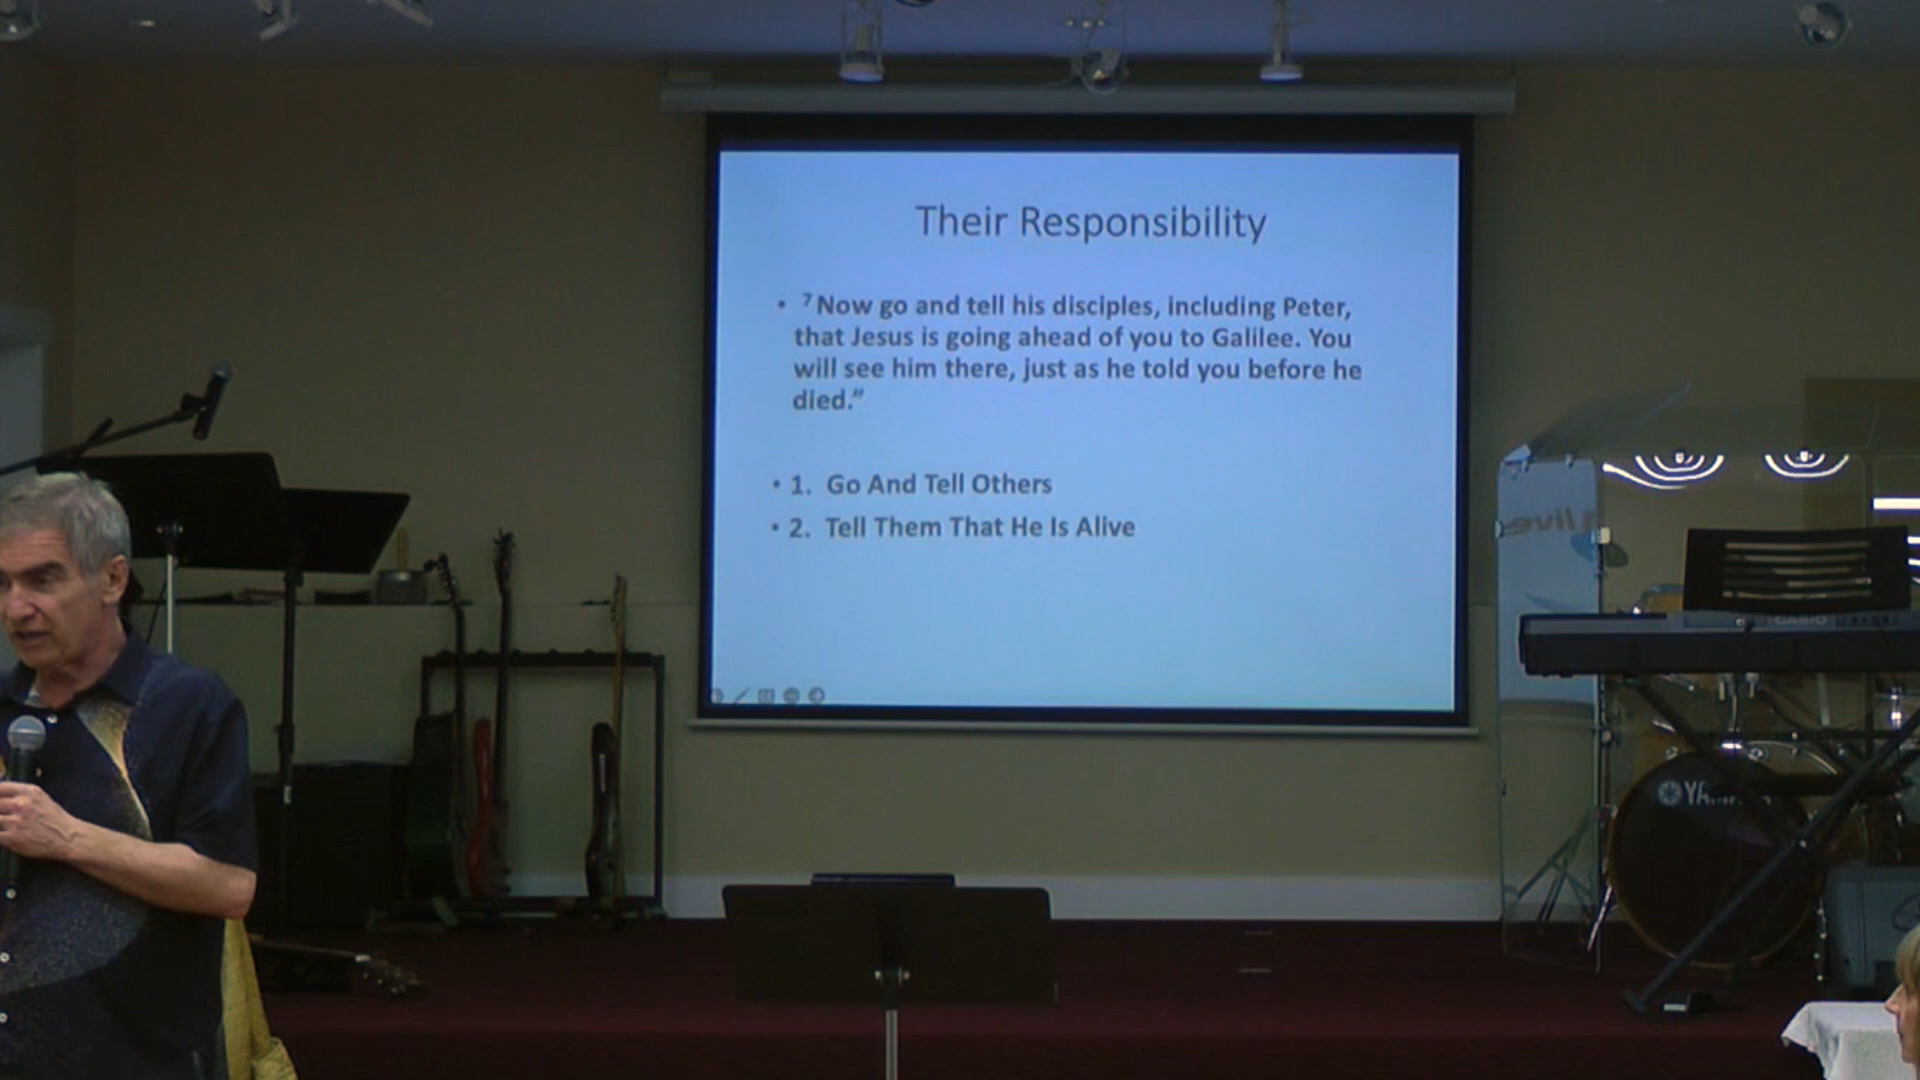 Their Responsibility
• ⁷ Now go and tell his disciples, including Peter,
that Jesus is going ahead of you to Galilee. You
will see him there, just as he told you before he
died.”
• 1. Go And Tell Others
• 2. Tell Them That He Is Alive
CASIO